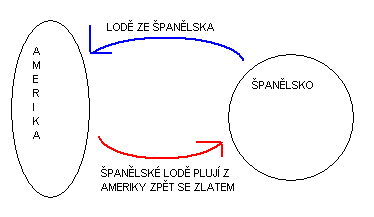 LODĚ ZE ŠPANĚLSKA
A
M
E
R
I
K
A
ŠPANĚLSKO
ŠPANĚLSKÉ LODĚ PLUJÍ Z
AMERIKY ZPĚT SE ZLATEM